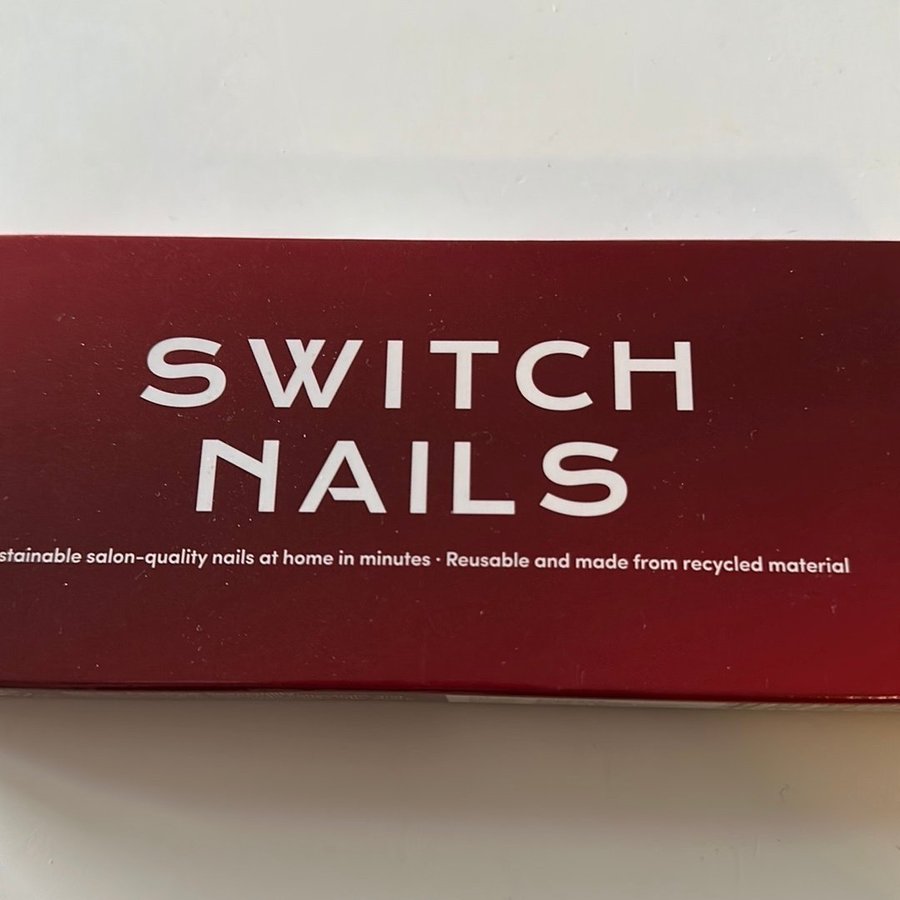 SWITCH
NAILS
stainable salon-quality nails at home in minutes · Reusable and made from recycled material